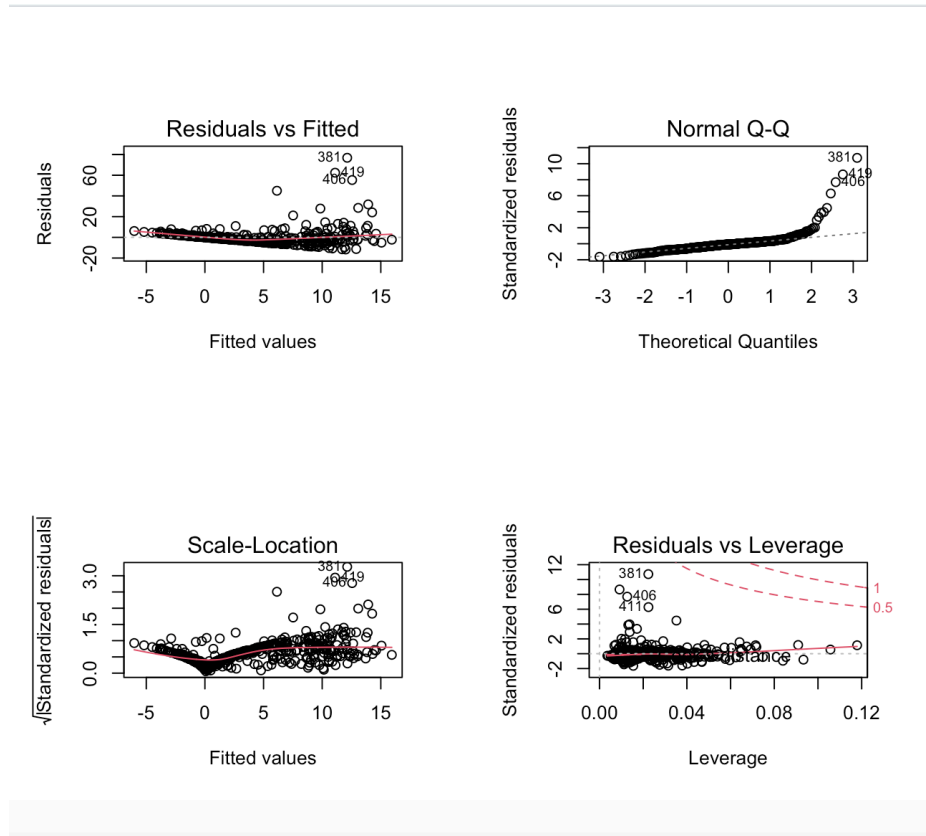 Residuals vs Fitted
Residuals
-20 20 60
381
419
406
-5 0 5 10 15
Fitted values
Normal Q-Q
Standardized residuals
-2 2 6 10
381
419
406
-3 -2 -1 0 1 2 3
Theoretical Quantiles
Scale-Location
√|Standardized residuals|
0.0 1.5 3.0
381
419
406
-5 0 5 10 15
Fitted values
Residuals vs Leverage
Standardized residuals
-2 2 6 12
381
406
411
1
0.5
0.00 0.04 0.08 0.12
Leverage